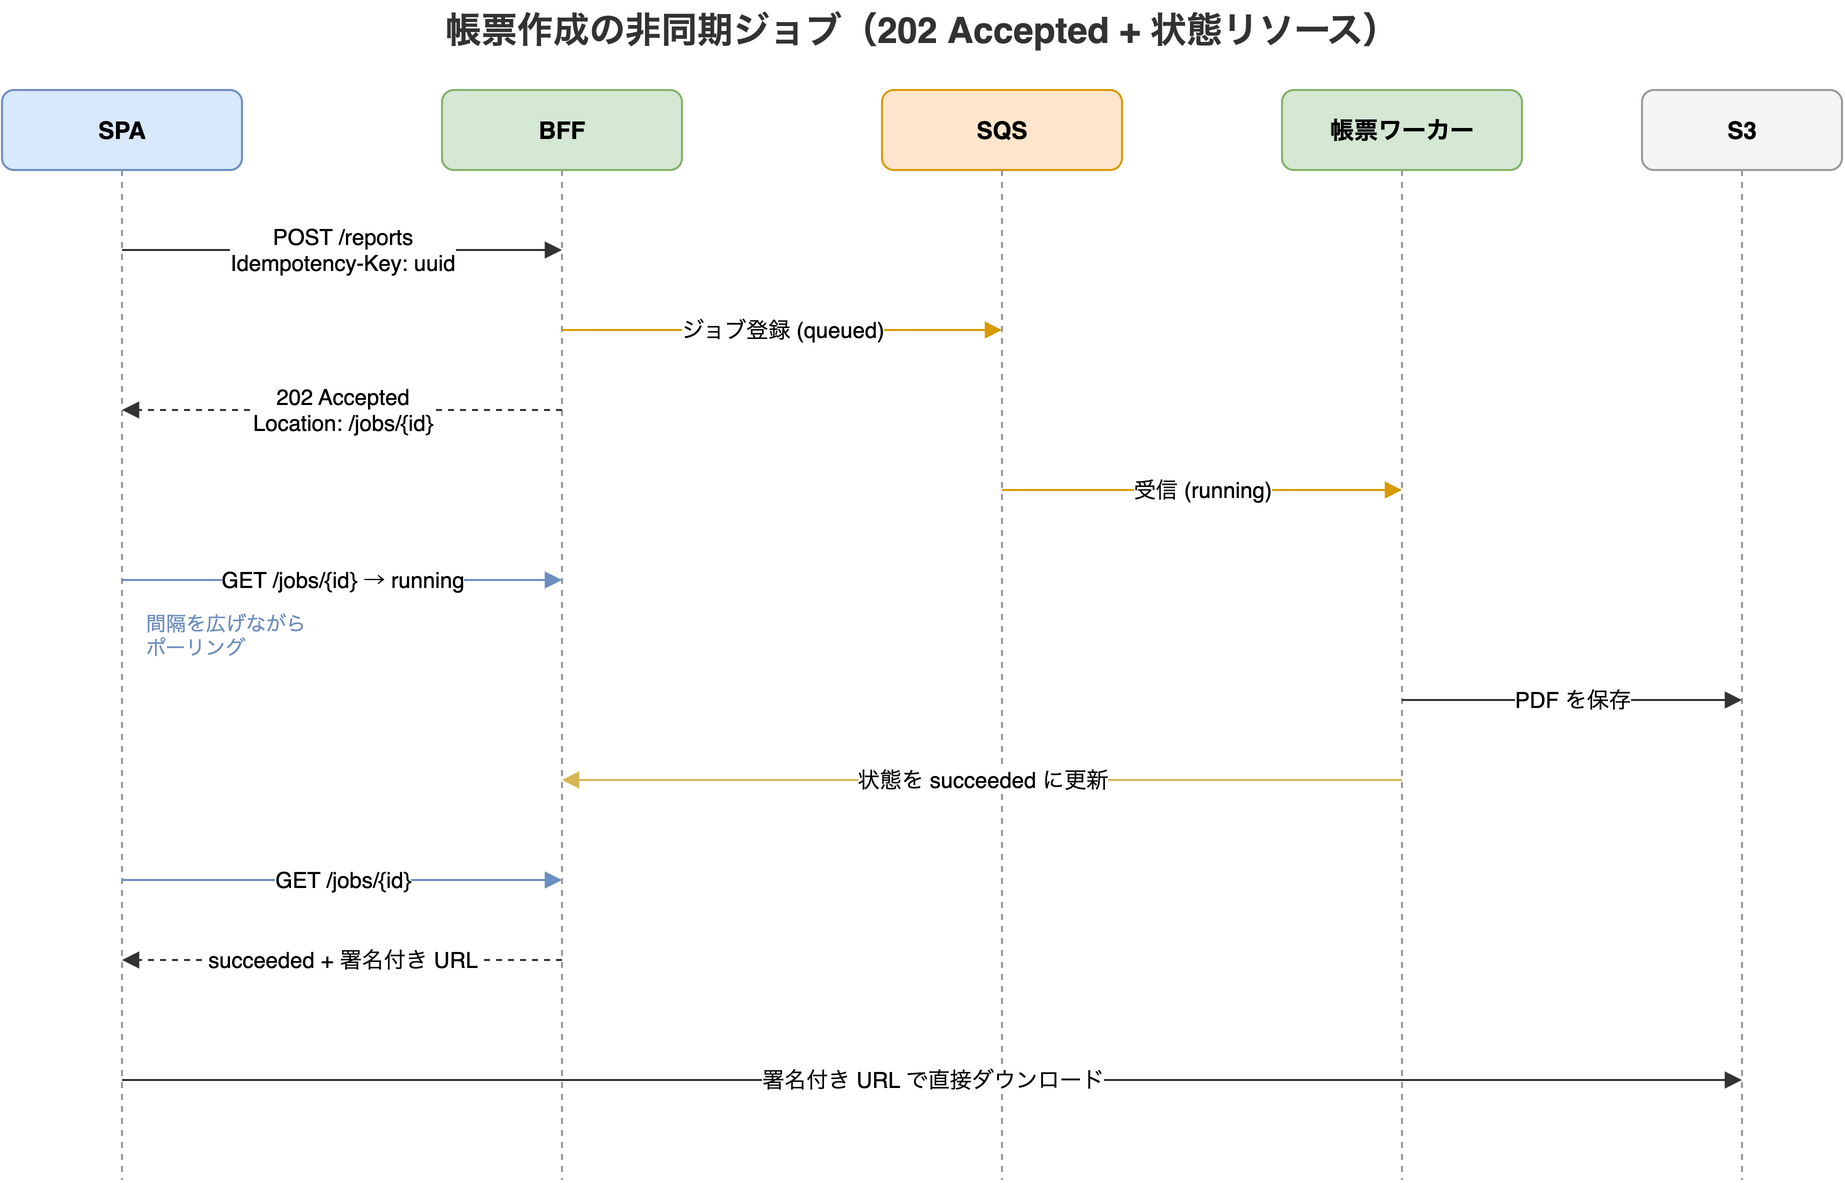 帳票作成の非同期ジョブ（202 Accepted + 状態リソース）
SPA
BFF
SQS
帳票ワーカー
S3
POST /reports
Idempotency-Key: uuid
ジョブ登録 (queued)
202 Accepted
Location: /jobs/{id}
受信 (running)
GET /jobs/{id} → running
間隔を広げながら
ポーリング
PDF を保存
状態を succeeded に更新
GET /jobs/{id}
succeeded + 署名付き URL
署名付き URL で直接ダウンロード